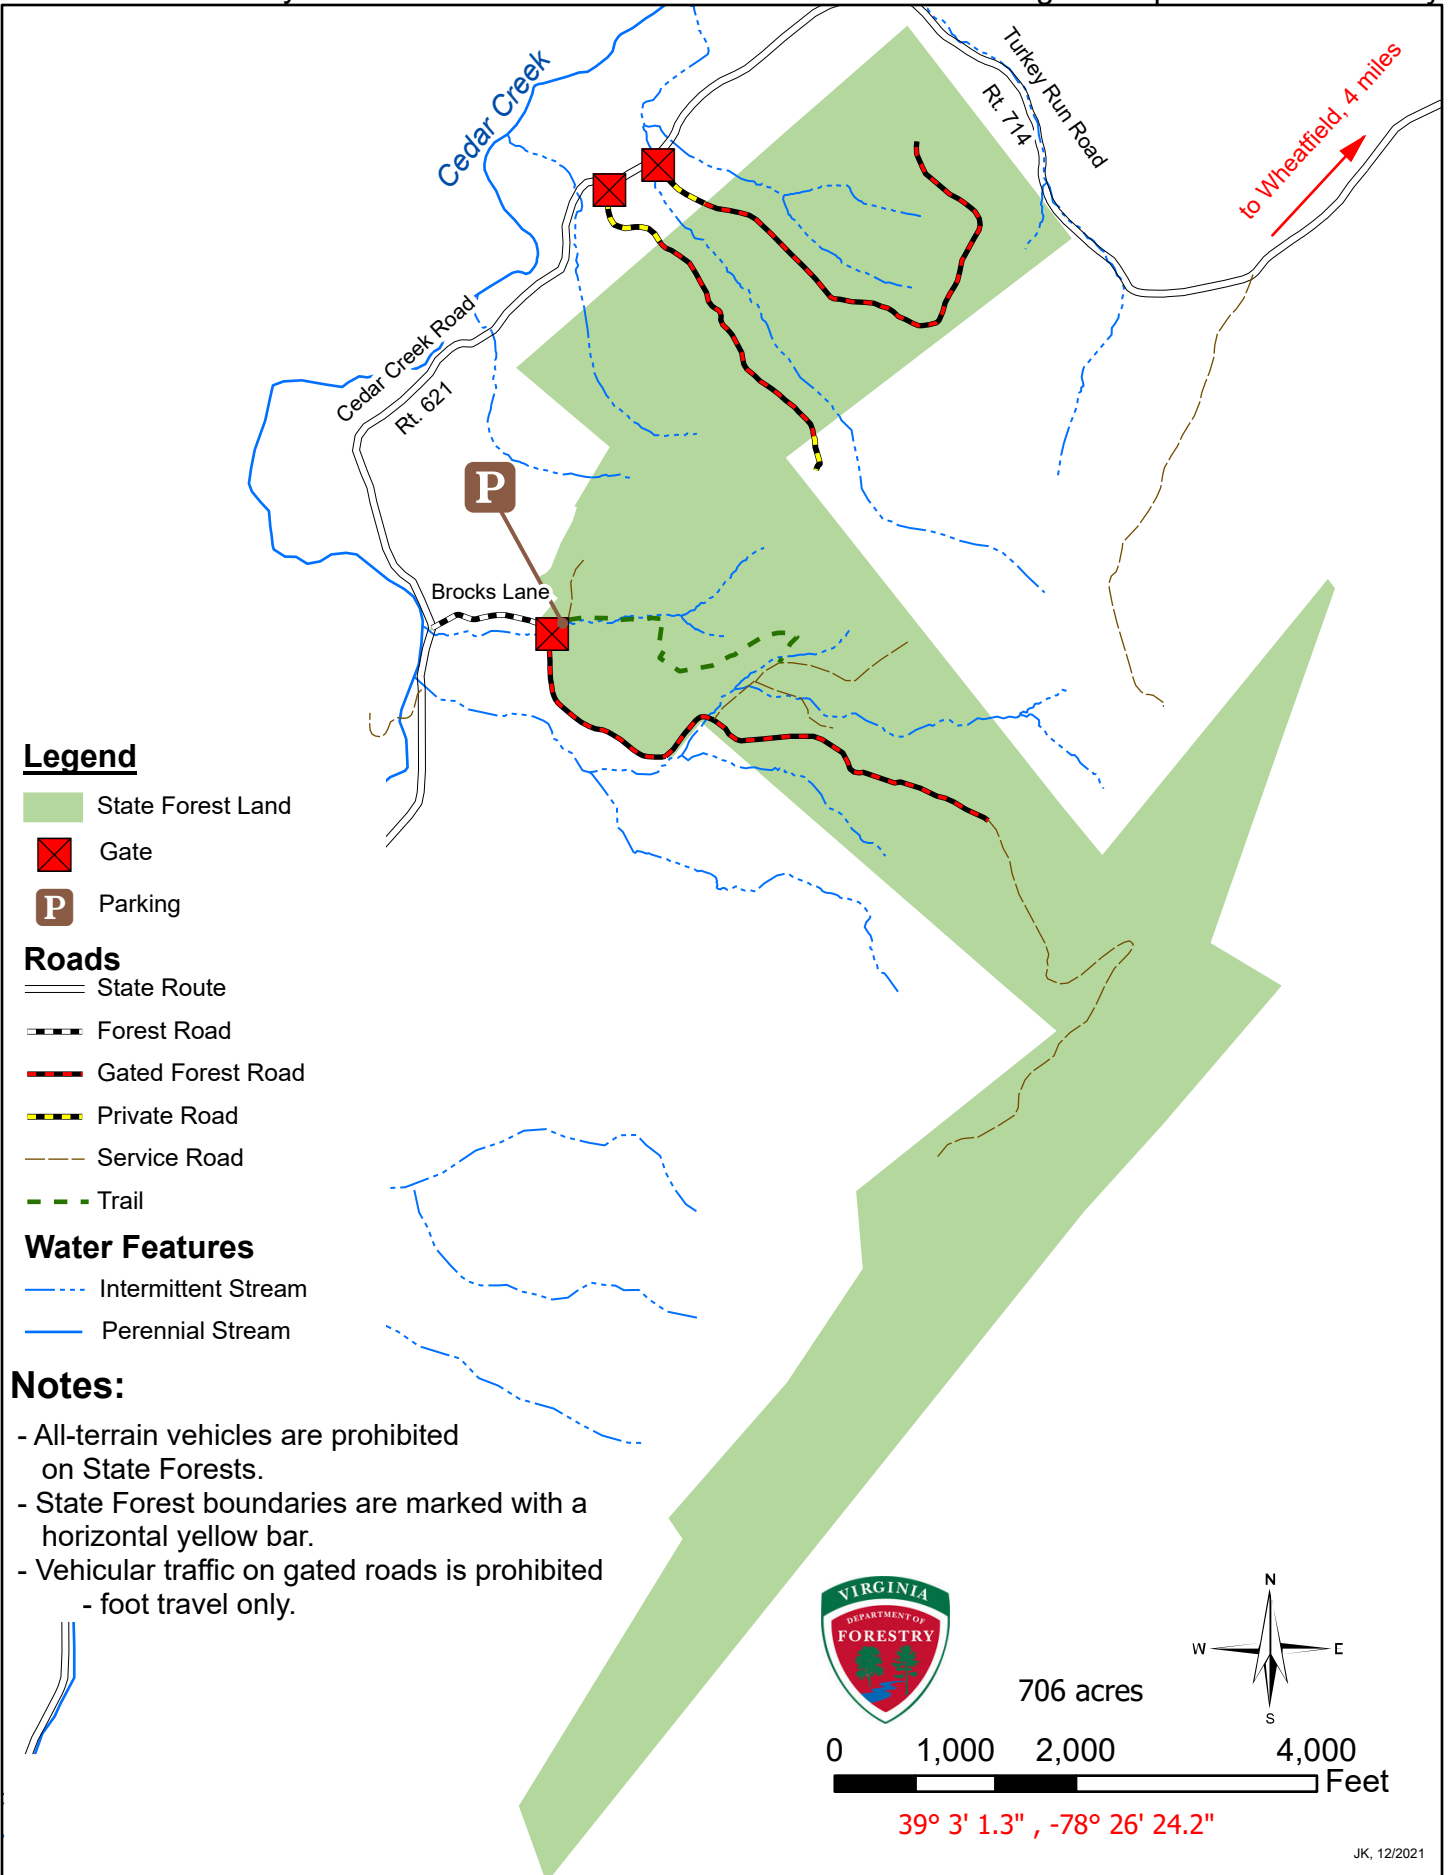 Cedar Creek
Turkey Run Road
Rt. 714
to Wheatfield, 4 miles
Cedar Creek Road
Rt. 621
P
Brocks Lane
Legend
State Forest Land
Gate
P
Parking
Roads
State Route
Forest Road
Gated Forest Road
Private Road
Service Road
Trail
Water Features
Intermittent Stream
Perennial Stream
Notes:
- All-terrain vehicles are prohibited
on State Forests.
- State Forest boundaries are marked with a
horizontal yellow bar.
- Vehicular traffic on gated roads is prohibited
- foot travel only.
VIRGINIA
DEPARTMENT OF
FORESTRY
N
W E
S
706 acres
0 1,000 2,000 4,000
Feet
39° 3' 1.3" , -78° 26' 24.2"
JK, 12/2021